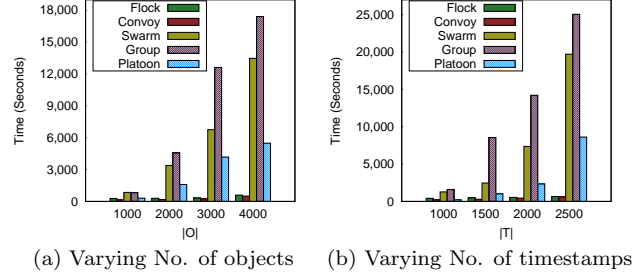 18,000
15,000
12,000
9,000
6,000
3,000
0
Time (Seconds)
Flock
Convoy
Swarm
Group
Platoon
1000 2000 3000 4000
|O|
(a) Varying No. of objects
25,000
20,000
15,000
10,000
5,000
0
Time (Seconds)
Flock
Convoy
Swarm
Group
Platoon
1000 1500 2000 2500
|T|
(b) Varying No. of timestamps